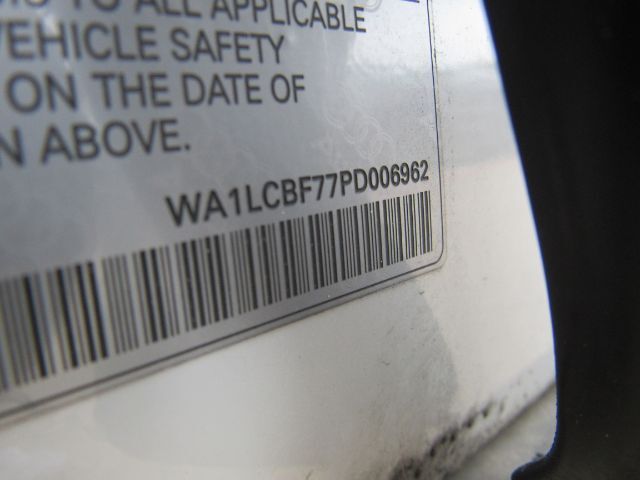 TO ALL APPLICABLE
VEHICLE SAFETY
ON THE DATE OF
N ABOVE.
WA1LCBF77PD006962